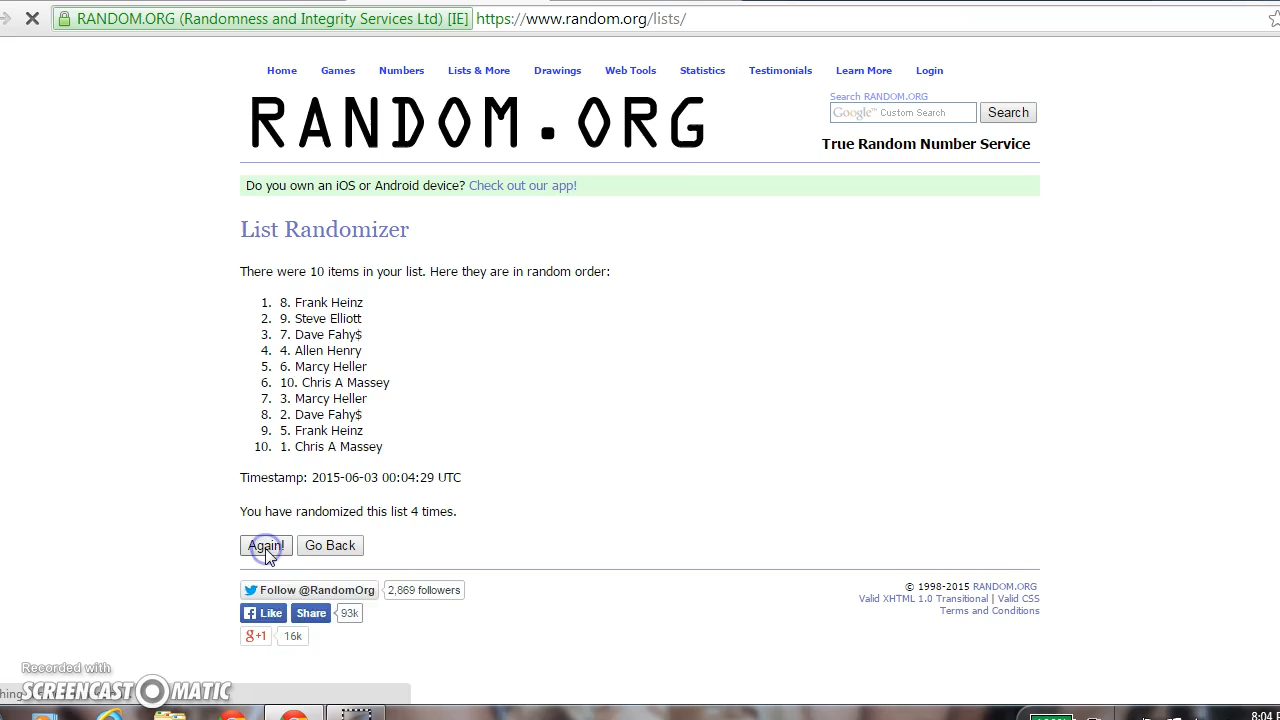 RANDOM.ORG (Randomness and Integrity Services Ltd) [IE] https://www.random.org/lists/
Home Games Numbers Lists & More Drawings Web Tools Statistics Testimonials Learn More Login
RANDOM.ORG
Search RANDOM.ORG
Google™ Custom Search Search
True Random Number Service
Do you own an iOS or Android device? Check out our app!
List Randomizer
There were 10 items in your list. Here they are in random order:
1. 8. Frank Heinz
2. 9. Steve Elliott
3. 7. Dave Fahy$
4. 4. Allen Henry
5. 6. Marcy Heller
6. 10. Chris A Massey
7. 3. Marcy Heller
8. 2. Dave Fahy$
9. 5. Frank Heinz
10. 1. Chris A Massey
Timestamp: 2015-06-03 00:04:29 UTC
You have randomized this list 4 times.
Again! Go Back
Follow @RandomOrg 2,869 followers
Like Share 93k
g+1 16k
© 1998-2015 RANDOM.ORG
Valid XHTML 1.0 Transitional | Valid CSS
Terms and Conditions
Recorded with
SCREENCAST MATIC